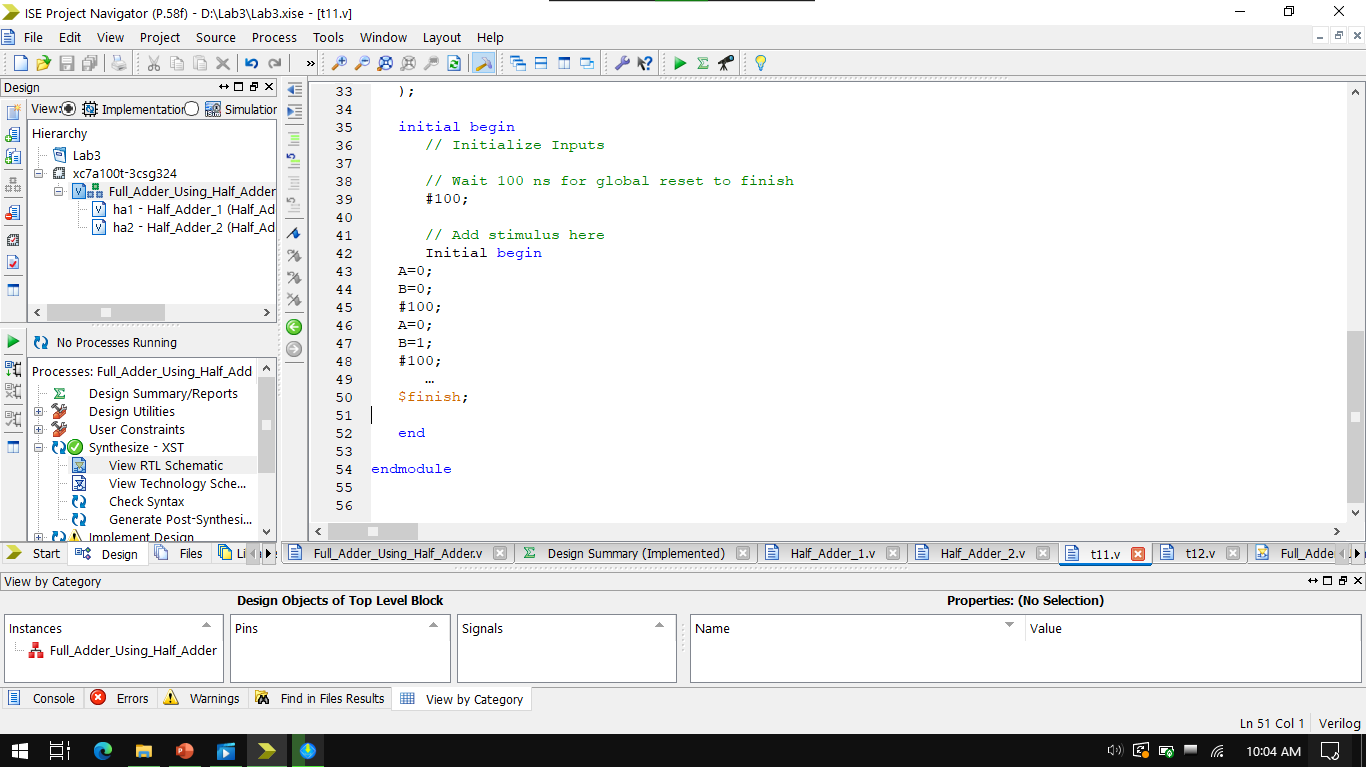 ISE Project Navigator (P.58f) - D:\Lab3\Lab3.xise - [t11.v]
File Edit View Project Source Process Tools Window Layout Help
»
Design
View: Implementation Simulation
Hierarchy
Lab3
xc7a100t-3csg324
Full_Adder_Using_Half_Adder
ha1 - Half_Adder_1 (Half_Ad
ha2 - Half_Adder_2 (Half_Ad
No Processes Running
Processes: Full_Adder_Using_Half_Add
Design Summary/Reports
Design Utilities
User Constraints
Synthesize - XST
View RTL Schematic
View Technology Sche...
Check Syntax
Generate Post-Synthesi...
Implement Design
Start Design Files Li
33 );
34
35 initial begin
36 // Initialize Inputs
37
38 // Wait 100 ns for global reset to finish
39 #100;
40
41 // Add stimulus here
42 Initial begin
43 A=0;
44 B=0;
45 #100;
46 A=0;
47 B=1;
48 #100;
49 …
50 $finish;
51
52 end
53
54 endmodule
55
56
Full_Adder_Using_Half_Adder.v Design Summary (Implemented) Half_Adder_1.v Half_Adder_2.v t11.v t12.v Full_Adde
View by Category
Design Objects of Top Level Block Properties: (No Selection)
Instances Pins Signals Name Value
Full_Adder_Using_Half_Adder
Console Errors Warnings Find in Files Results View by Category
Ln 51 Col 1 Verilog
10:04 AM